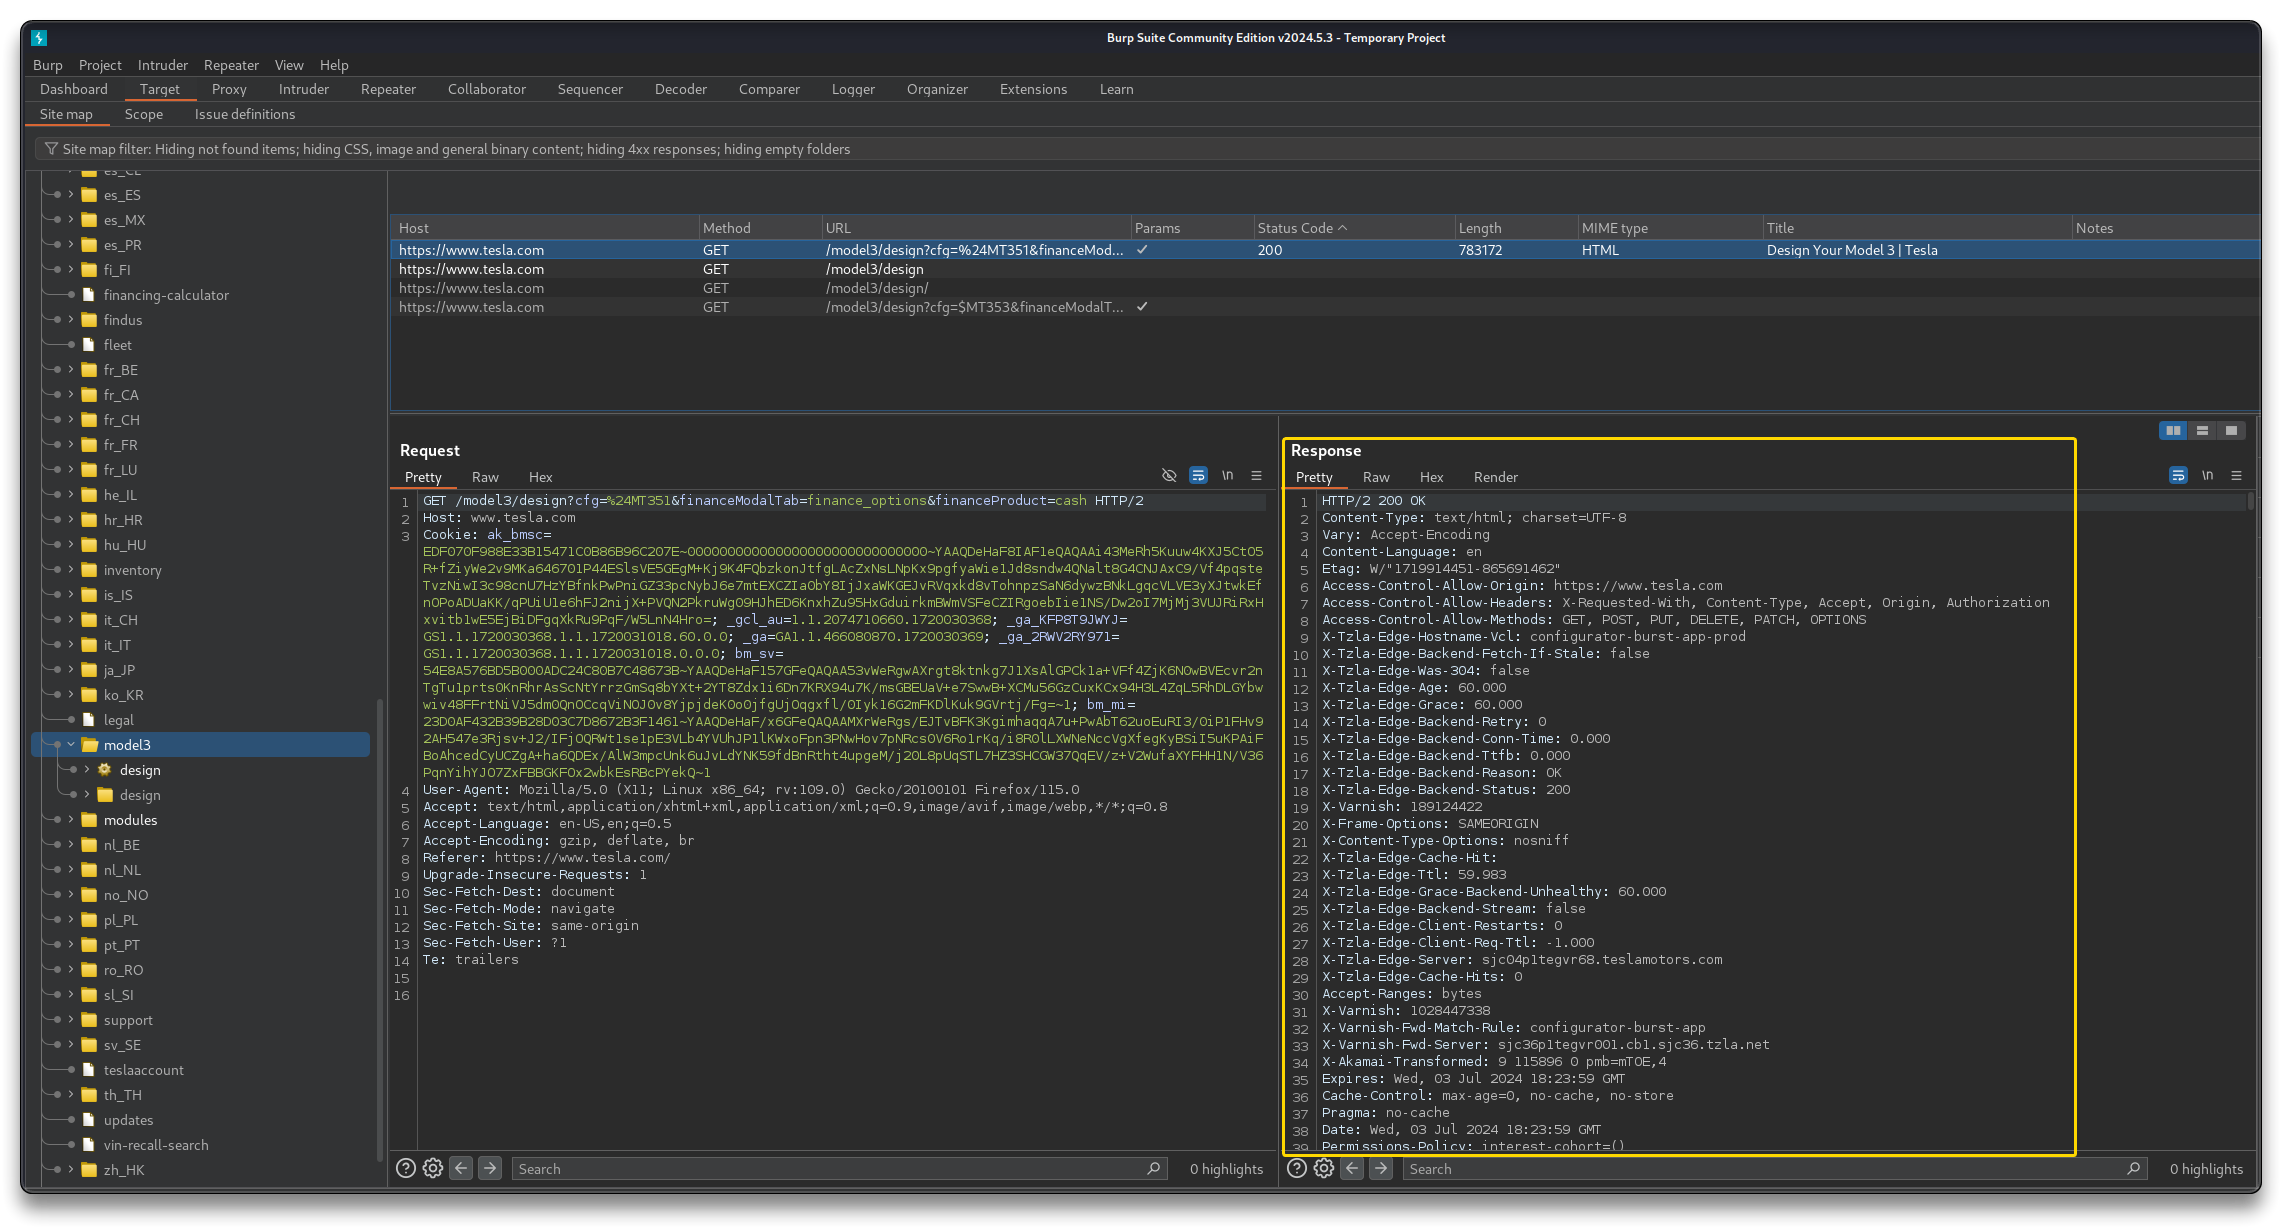 Burp Suite Community Edition v2024.5.3 - Temporary Project
Burp Project Intruder Repeater View Help
Dashboard Target Proxy Intruder Repeater Collaborator Sequencer Decoder Comparer Logger Organizer Extensions Learn
Site map Scope Issue definitions
Site map filter: Hiding not found items; hiding CSS, image and general binary content; hiding 4xx responses; hiding empty folders
es_CL
es_ES
es_MX
es_PR
fi_FI
financing-calculator
findus
fleet
fr_BE
fr_CA
fr_CH
fr_FR
fr_LU
he_IL
hr_HR
hu_HU
inventory
is_IS
it_CH
it_IT
ja_JP
ko_KR
legal
model3
design
design
modules
nl_BE
nl_NL
no_NO
pl_PL
pt_PT
ro_RO
sl_SI
support
sv_SE
teslaaccount
th_TH
updates
vin-recall-search
zh_HK
Host Method URL Params Status Code Length MIME type Title Notes
https://www.tesla.com GET /model3/design?cfg=%24MT351&financeMod... ✓ 200 783172 HTML Design Your Model 3 | Tesla
https://www.tesla.com GET /model3/design
https://www.tesla.com GET /model3/design/
https://www.tesla.com GET /model3/design?cfg=$MT353&financeModalT... ✓
Request
Pretty Raw Hex \n
1 GET /model3/design?cfg=%24MT351&financeModalTab=finance_options&financeProduct=cash HTTP/2
2 Host: www.tesla.com
3 Cookie: ak_bmsc=
EDF070F988E33B15471C0B86B96C207E~000000000000000000000000000000~YAAQDeHaF8IAF1eQAQAAi43MeRh5Kuuw4KXJ5Ct05
R+fZiyWe2v9MKa646701P44ESlsVE5GEgM+Kj9K4FQbzkonJtfgLAcZxNsLNpKx9pgfyaWie1Jd8sndw4QNalt8G4CNJAxC9/Vf4pqste
TvzNiwI3c98cnU7HzYBfnkPwPniGZ33pcNybJ6e7mtEXCZIa0bY8IjJxaWKGEJvRVqxkd8vTohnpzSaN6dywzBNkLgqcVLVE3yXJtwkEf
nOPoADUaKK/qPUiU1e6hFJ2nijX+PVQN2PkruWg09HJhED6KnxhZu95HxGduirkmBWmVSFeCZIRgoebIie1NS/Dw2oI7MjMj3VUJRiRxH
xvitb1wE5EjBiDFgqXkRu9PqF/W5LnN4Hro=; _gcl_au=1.1.2074710660.1720030368; _ga_KFP8T9JWYJ=
GS1.1.1720030368.1.1.1720031018.60.0.0; _ga=GA1.1.466080870.1720030369; _ga_2RWV2RY971=
GS1.1.1720030368.1.1.1720031018.0.0.0; bm_sv=
54E8A576BD5B000ADC24C80B7C48673B~YAAQDeHaF157GFeQAQAA53vWeRgwAXrgt8ktnkg7J1XsAlGPCk1a+VFf4ZjK6N0wBVEcvr2n
TgTu1prtsOKnRhrAsScNtYrrzGmSq8bYXt+2YT8Zdx1i6Dn7KRX94u7K/msGBEUaV+e7SwwB+XCMu56GzCuxKCx94H3L4ZqL5RhDLGYbw
wiv48FFrtNiVJ5dm0QnOCcqViNOJ0v8YjpjdeK0o0jfgUjOqgxfl/0Iyk16G2mFKDlKuk9GVrtj/Fg=~1; bm_mi=
23D0AF432B39B28D03C7D8672B3F1461~YAAQDeHaF/x6GFeQAQAAMXrWeRgs/EJTvBFK3KgimhaqqA7u+PwAbT62uoEuRI3/0iP1FHv9
2AH547e3Rjsv+J2/IFjOQRWt1se1pE3VLb4YVUhJP1lKWxoFpn3PNwHov7pNRcs0V6Ro1rKq/i8R0lLXWNeNccVgXfegKyBSiI5uKPAiF
BoAhcedCyUCZgA+ha6QDEx/AlW3mpcUnk6uJvLdYNK59fdBnRtht4upgeM/j2OL8pUqSTL7HZ3SHCGW37QqEV/z+V2WufaXYFHH1N/V36
PqnYihYJ07ZxFBBGKFOx2wbkEsRBcPYekQ~1
4 User-Agent: Mozilla/5.0 (X11; Linux x86_64; rv:109.0) Gecko/20100101 Firefox/115.0
5 Accept: text/html,application/xhtml+xml,application/xml;q=0.9,image/avif,image/webp,*/*;q=0.8
6 Accept-Language: en-US,en;q=0.5
7 Accept-Encoding: gzip, deflate, br
8 Referer: https://www.tesla.com/
9 Upgrade-Insecure-Requests: 1
10 Sec-Fetch-Dest: document
11 Sec-Fetch-Mode: navigate
12 Sec-Fetch-Site: same-origin
13 Sec-Fetch-User: ?1
14 Te: trailers
15
16
Search 0 highlights
Response
Pretty Raw Hex Render \n
1 HTTP/2 200 OK
2 Content-Type: text/html; charset=UTF-8
3 Vary: Accept-Encoding
4 Content-Language: en
5 Etag: W/"1719914451-865691462"
6 Access-Control-Allow-Origin: https://www.tesla.com
7 Access-Control-Allow-Headers: X-Requested-With, Content-Type, Accept, Origin, Authorization
8 Access-Control-Allow-Methods: GET, POST, PUT, DELETE, PATCH, OPTIONS
9 X-Tzla-Edge-Hostname-Vcl: configurator-burst-app-prod
10 X-Tzla-Edge-Backend-Fetch-If-Stale: false
11 X-Tzla-Edge-Was-304: false
12 X-Tzla-Edge-Age: 60.000
13 X-Tzla-Edge-Grace: 60.000
14 X-Tzla-Edge-Backend-Retry: 0
15 X-Tzla-Edge-Backend-Conn-Time: 0.000
16 X-Tzla-Edge-Backend-Ttfb: 0.000
17 X-Tzla-Edge-Backend-Reason: OK
18 X-Tzla-Edge-Backend-Status: 200
19 X-Varnish: 189124422
20 X-Frame-Options: SAMEORIGIN
21 X-Content-Type-Options: nosniff
22 X-Tzla-Edge-Cache-Hit:
23 X-Tzla-Edge-Ttl: 59.983
24 X-Tzla-Edge-Grace-Backend-Unhealthy: 60.000
25 X-Tzla-Edge-Backend-Stream: false
26 X-Tzla-Edge-Client-Restarts: 0
27 X-Tzla-Edge-Client-Req-Ttl: -1.000
28 X-Tzla-Edge-Server: sjc04p1tegvr68.teslamotors.com
29 X-Tzla-Edge-Cache-Hits: 0
30 Accept-Ranges: bytes
31 X-Varnish: 1028447338
32 X-Varnish-Fwd-Match-Rule: configurator-burst-app
33 X-Varnish-Fwd-Server: sjc36p1tegvr001.cb1.sjc36.tzla.net
34 X-Akamai-Transformed: 9 115896 0 pmb=mTOE,4
35 Expires: Wed, 03 Jul 2024 18:23:59 GMT
36 Cache-Control: max-age=0, no-cache, no-store
37 Pragma: no-cache
38 Date: Wed, 03 Jul 2024 18:23:59 GMT
39 Permissions-Policy: interest-cohort=()
Search 0 highlights